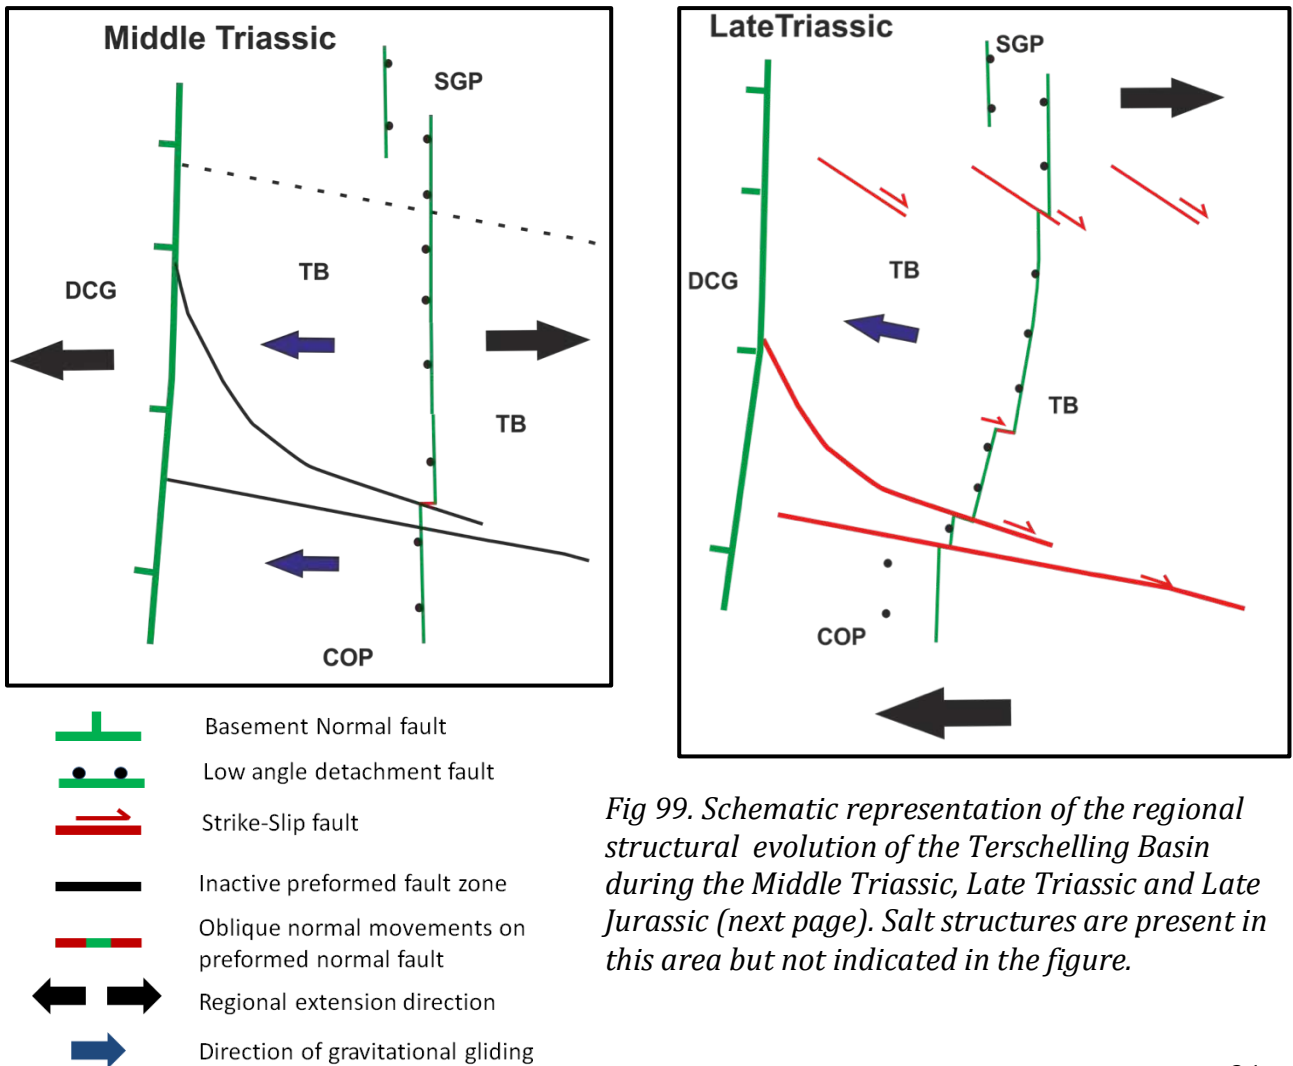 Middle Triassic
SGP
DCG
TB
TB
COP
LateTriassic
SGP
DCG
TB
TB
COP
Basement Normal fault
Low angle detachment fault
Strike-Slip fault
Inactive preformed fault zone
Oblique normal movements on
preformed normal fault
Regional extension direction
Direction of gravitational gliding
Fig 99. Schematic representation of the regional
structural evolution of the Terschelling Basin
during the Middle Triassic, Late Triassic and Late
Jurassic (next page). Salt structures are present in
this area but not indicated in the figure.